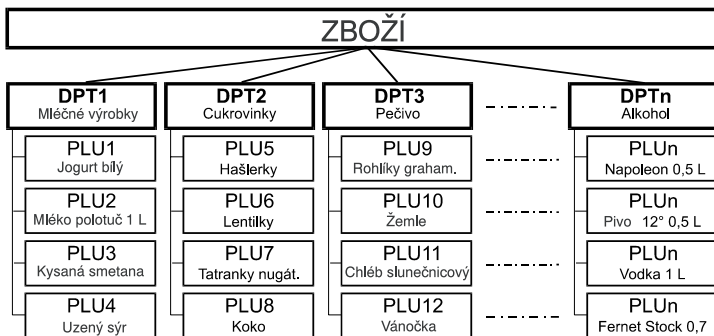 ZBOŽÍ
DPT1
Mléčné výrobky
DPT2
Cukrovinky
DPT3
Pečivo
DPTn
Alkohol
PLU1
Jogurt bílý
PLU5
Hašlerky
PLU9
Rohlíky graham.
PLUn
Napoleon 0,5 L
PLU2
Mléko polotuč 1 L
PLU6
Lentilky
PLU10
Žemle
PLUn
Pivo 12° 0,5 L
PLU3
Kysaná smetana
PLU7
Tatranky nugát.
PLU11
Chléb slunečnicový
PLUn
Vodka 1 L
PLU4
Uzený sýr
PLU8
Koko
PLU12
Vánočka
PLUn
Fernet Stock 0,7